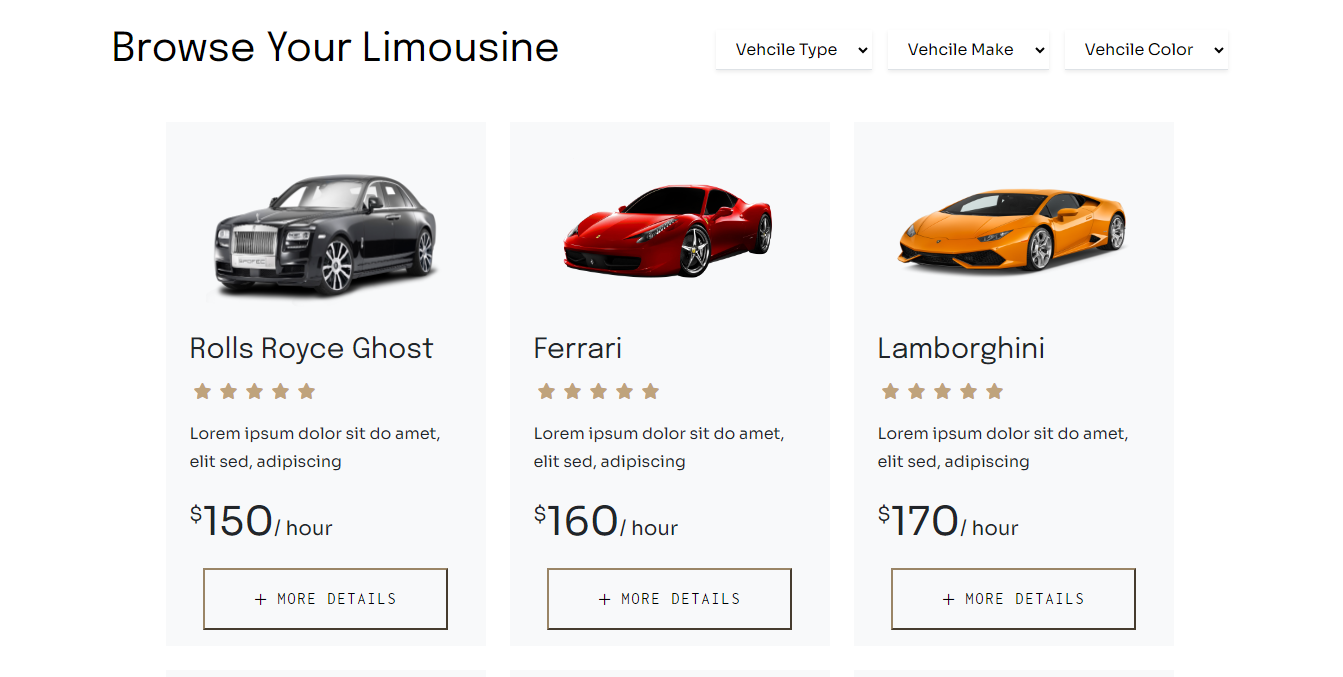 Browse Your Limousine
Vehcile Type
Vehcile Make
Vehcile Color
Rolls Royce Ghost
Lorem ipsum dolor sit do amet,
elit sed, adipiscing
$150/ hour
+ MORE DETAILS
Ferrari
Lorem ipsum dolor sit do amet,
elit sed, adipiscing
$160/ hour
+ MORE DETAILS
Lamborghini
Lorem ipsum dolor sit do amet,
elit sed, adipiscing
$170/ hour
+ MORE DETAILS